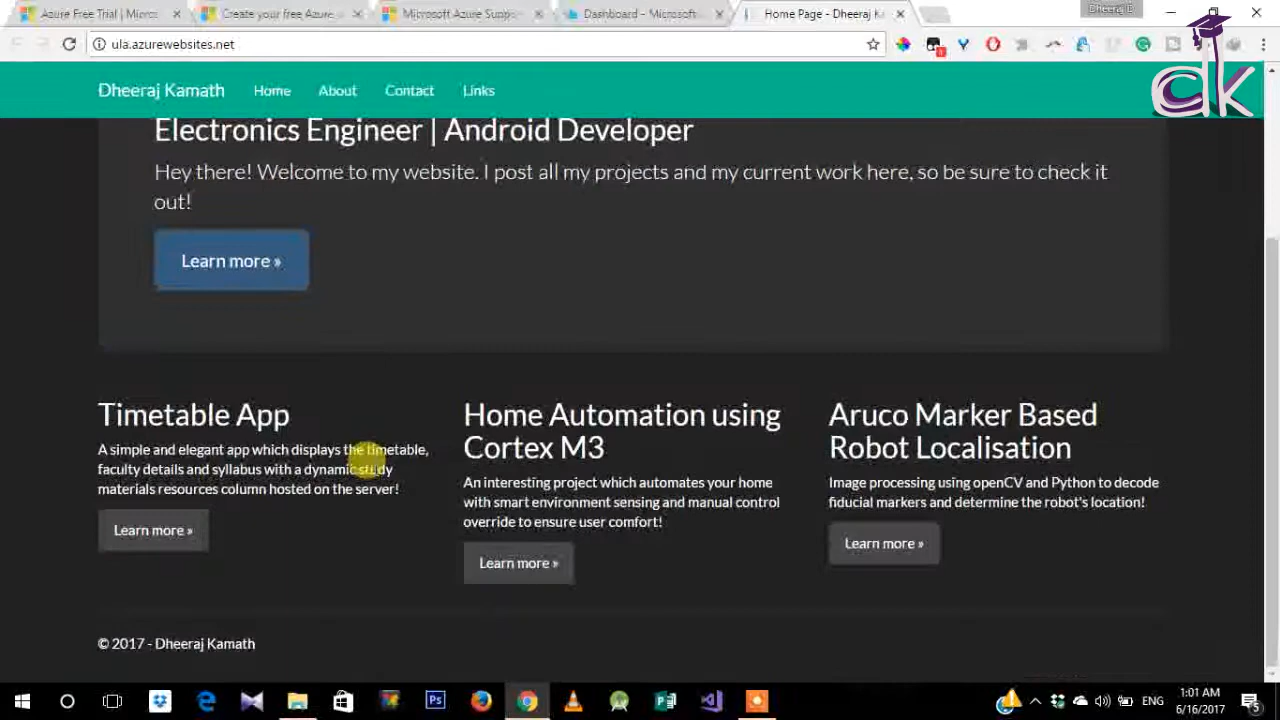 Azure Free Trial | Micros
Create your free Azure
Microsoft Azure Suppo
Dashboard - Microsoft
Home Page - Dheeraj Ka
Dheeraj D
ula.azurewebsites.net
dk
Dheeraj Kamath Home About Contact Links
Electronics Engineer | Android Developer
Hey there! Welcome to my website. I post all my projects and my current work here, so be sure to check it
out!
Learn more »
Timetable App
A simple and elegant app which displays the timetable,
faculty details and syllabus with a dynamic study
materials resources column hosted on the server!
Learn more »
Home Automation using
Cortex M3
An interesting project which automates your home
with smart environment sensing and manual control
override to ensure user comfort!
Learn more »
Aruco Marker Based
Robot Localisation
Image processing using openCV and Python to decode
fiducial markers and determine the robot's location!
Learn more »
© 2017 - Dheeraj Kamath
ENG
1:01 AM
6/16/2017
5